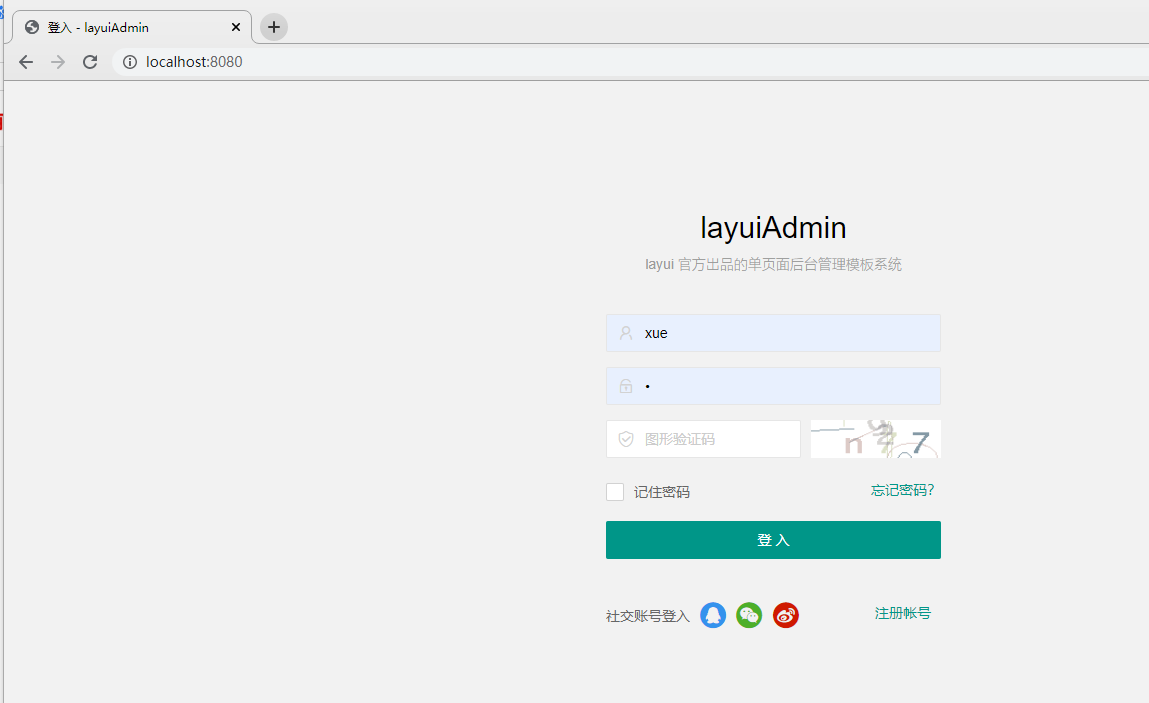 登入 - layuiAdmin
localhost:8080
layuiAdmin
layui 官方出品的单页面后台管理模板系统
xue
图形验证码
记住密码 忘记密码?
登 入
社交账号登入 注册帐号